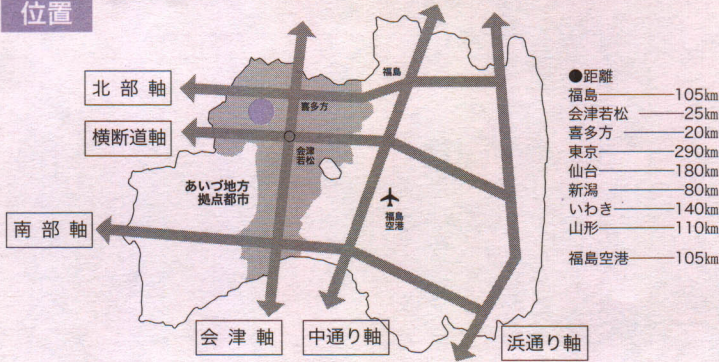 位置
北部軸
横断道軸
南部軸
福島
喜多方
会津
若松
あいづ地方
拠点都市
福島
空港
会津軸
中通り軸
浜通り軸
●距離
福島――――105km
会津若松――25km
喜多方―――20km
東京――――290km
仙台――――180km
新潟――――80km
いわき―――140km
山形――――110km
福島空港――105km